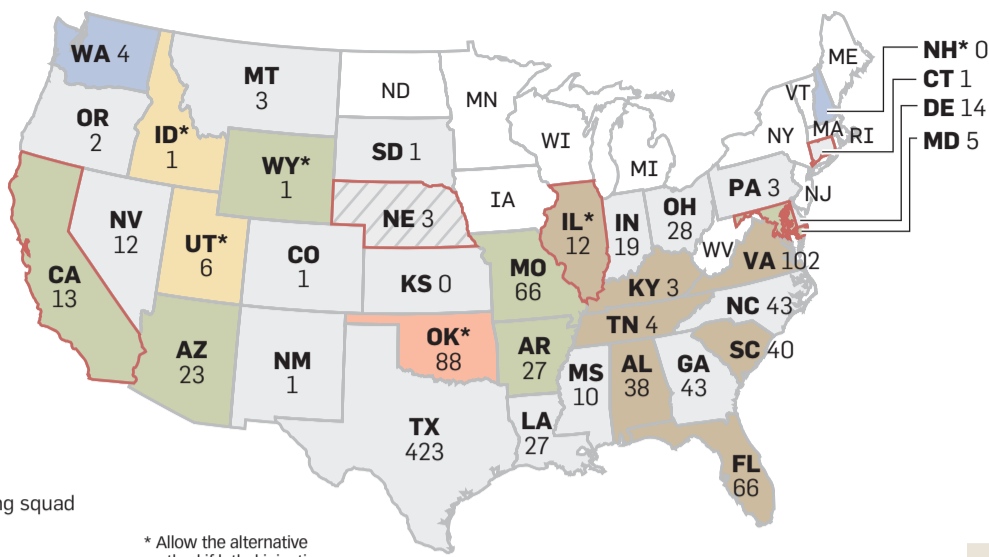 WA 4
MT
3
ND
MN
ME
NH* 0
CT 1
DE 14
MD 5
OR
2
ID*
1
WY*
1
SD 1
WI
MI
VT
NY
MA
RI
NJ
IA
NE 3
NV
12
UT*
6
CO
1
KS 0
IL*
12
IN
19
OH
28
PA 3
WV
VA 102
CA
13
MO
66
KY 3
NC 43
AZ
23
NM
1
OK*
88
AR
27
TN 4
SC 40
MS
10
AL
38
GA
43
TX
423
LA
27
FL
66
squad
* Allow the alternative